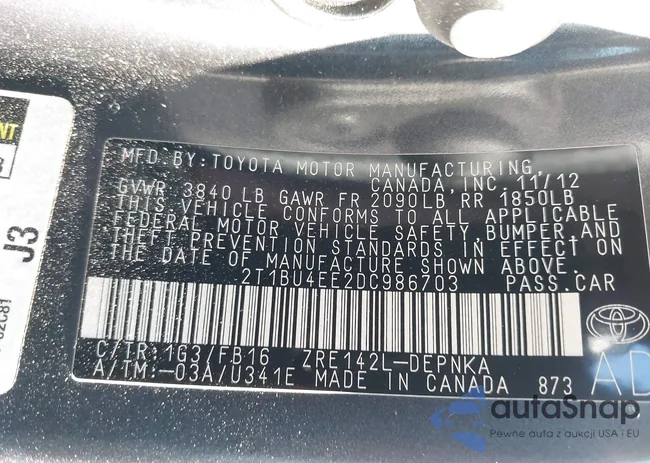 NT
J3
02C81
MFD. BY: TOYOTA MOTOR MANUFACTURING,
CANADA, INC. 11/12
GVWR 3840 LB GAWR FR 2090LB, RR 1850LB
THIS VEHICLE CONFORMS TO ALL APPLICABLE
FEDERAL MOTOR VEHICLE SAFETY, BUMPER, AND
THEFT PREVENTION STANDARDS IN EFFECT ON
THE DATE OF MANUFACTURE SHOWN ABOVE.
2T1BU4EE2DC986703 PASS.CAR
C/TR: 1G3/FB16 ZRE142L-DEPNKA
A/TM: -03A/U341E MADE IN CANADA 873
AD
autoSnap
Pewne auta z aukcji USA i EU